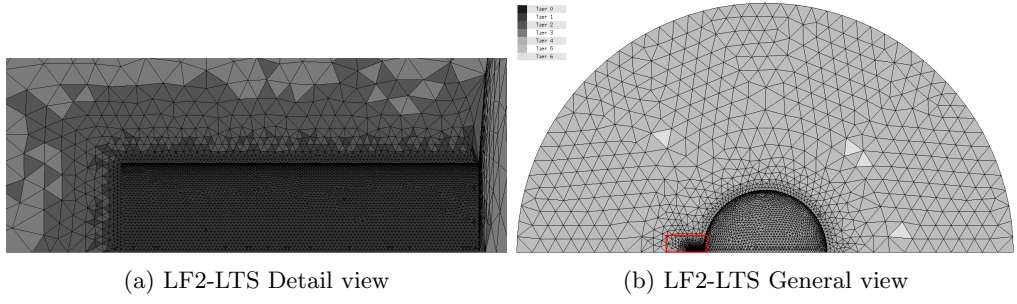 Tier 0
Tier 1
Tier 2
Tier 3
Tier 4
Tier 5
Tier 6
(a) LF2-LTS Detail view
(b) LF2-LTS General view